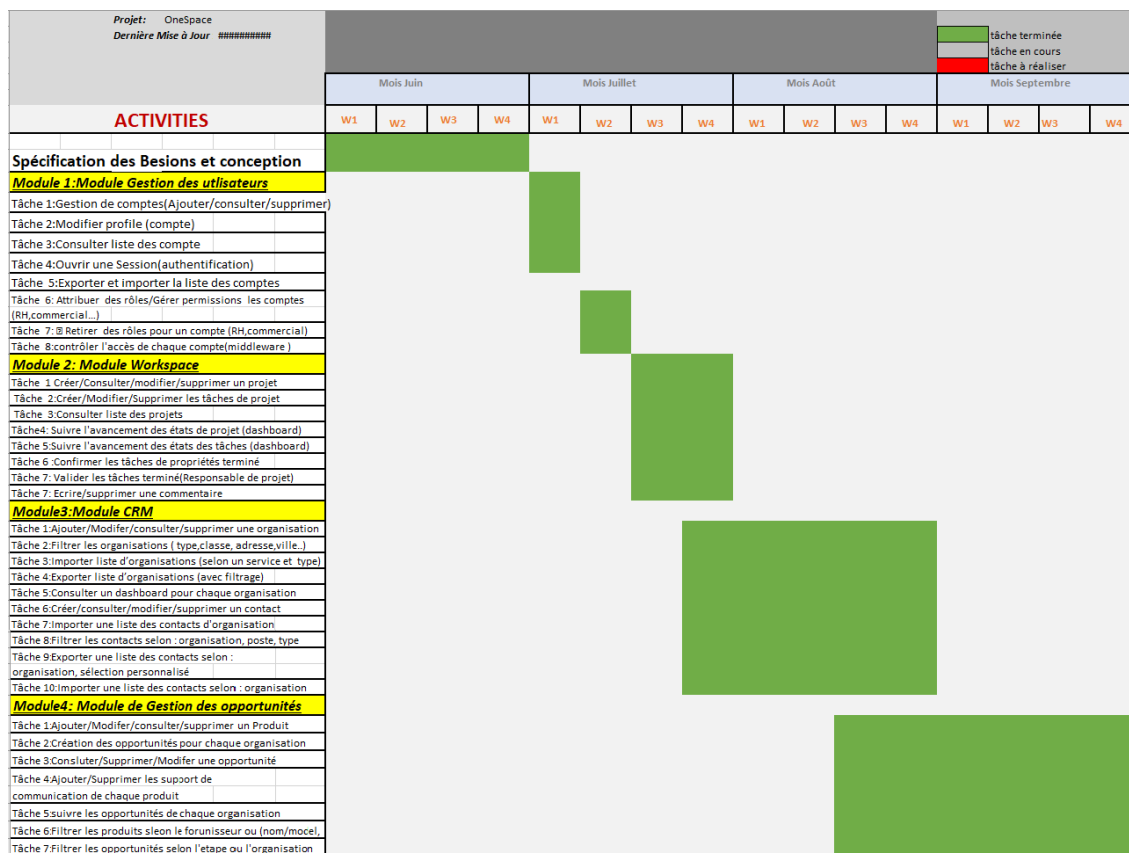 Projet: OneSpace
Dernière Mise à Jour ##########
tâche terminée
tâche en cours
tâche à réaliser
Mois Juin Mois Juillet Mois Août Mois Septembre
ACTIVITIES W1 W2 W3 W4 W1 W2 W3 W4 W1 W2 W3 W4 W1 W2 W3 W4
Spécification des Besions et conception
Module 1:Module Gestion des utlisateurs
Tâche 1:Gestion de comptes(Ajouter/consulter/supprimer)
Tâche 2:Modifier profile (compte)
Tâche 3:Consulter liste des compte
Tâche 4:Ouvrir une Session(authentification)
Tâche 5:Exporter et importer la liste des comptes
Tâche 6: Attribuer des rôles/Gérer permissions les comptes
(RH,commercial...)
Tâche 7: Retirer des rôles pour un compte (RH,commercial)
Tâche 8:contrôler l'accès de chaque compte(middleware )
Module 2: Module Workspace
Tâche 1 Créer/Consulter/modifier/supprimer un projet
Tâche 2:Créer/Modifier/Supprimer les tâches de projet
Tâche 3:Consulter liste des projets
Tâche4: Suivre l'avancement des états de projet (dashboard)
Tâche 5:Suivre l'avancement des états des tâches (dashboard)
Tâche 6 :Confirmer les tâches de propriétés terminé
Tâche 7: Valider les tâches terminé(Responsable de projet)
Tâche 7: Ecrire/supprimer une commentaire
Module3:Module CRM
Tâche 1:Ajouter/Modifer/consulter/supprimer une organisation
Tâche 2:Filtrer les organisations ( type,classe, adresse,ville..)
Tâche 3:Importer liste d'organisations (selon un service et type)
Tâche 4:Exporter liste d'organisations (avec filtrage)
Tâche 5:Consulter un dashboard pour chaque organisation
Tâche 6:Créer/consulter/modifier/supprimer un contact
Tâche 7:Importer une liste des contacts d'organisation
Tâche 8:Filtrer les contacts selon : organisation, poste, type
Tâche 9:Exporter une liste des contacts selon :
organisation, sélection personnalisé
Tâche 10:Importer une liste des contacts selon : organisation
Module4: Module de Gestion des opportunités
Tâche 1:Ajouter/Modifer/consulter/supprimer un Produit
Tâche 2:Création des opportunités pour chaque organisation
Tâche 3:Consluter/Supprimer/Modifer une opportunité
Tâche 4:Ajouter/Supprimer les support de
communication de chaque produit
Tâche 5:suivre les opportunités de chaque organisation
Tâche 6:Filtrer les produits sleon le forunisseur ou (nom/mocel,
Tâche 7:Filtrer les opportunités selon l'etape ou l'organisation